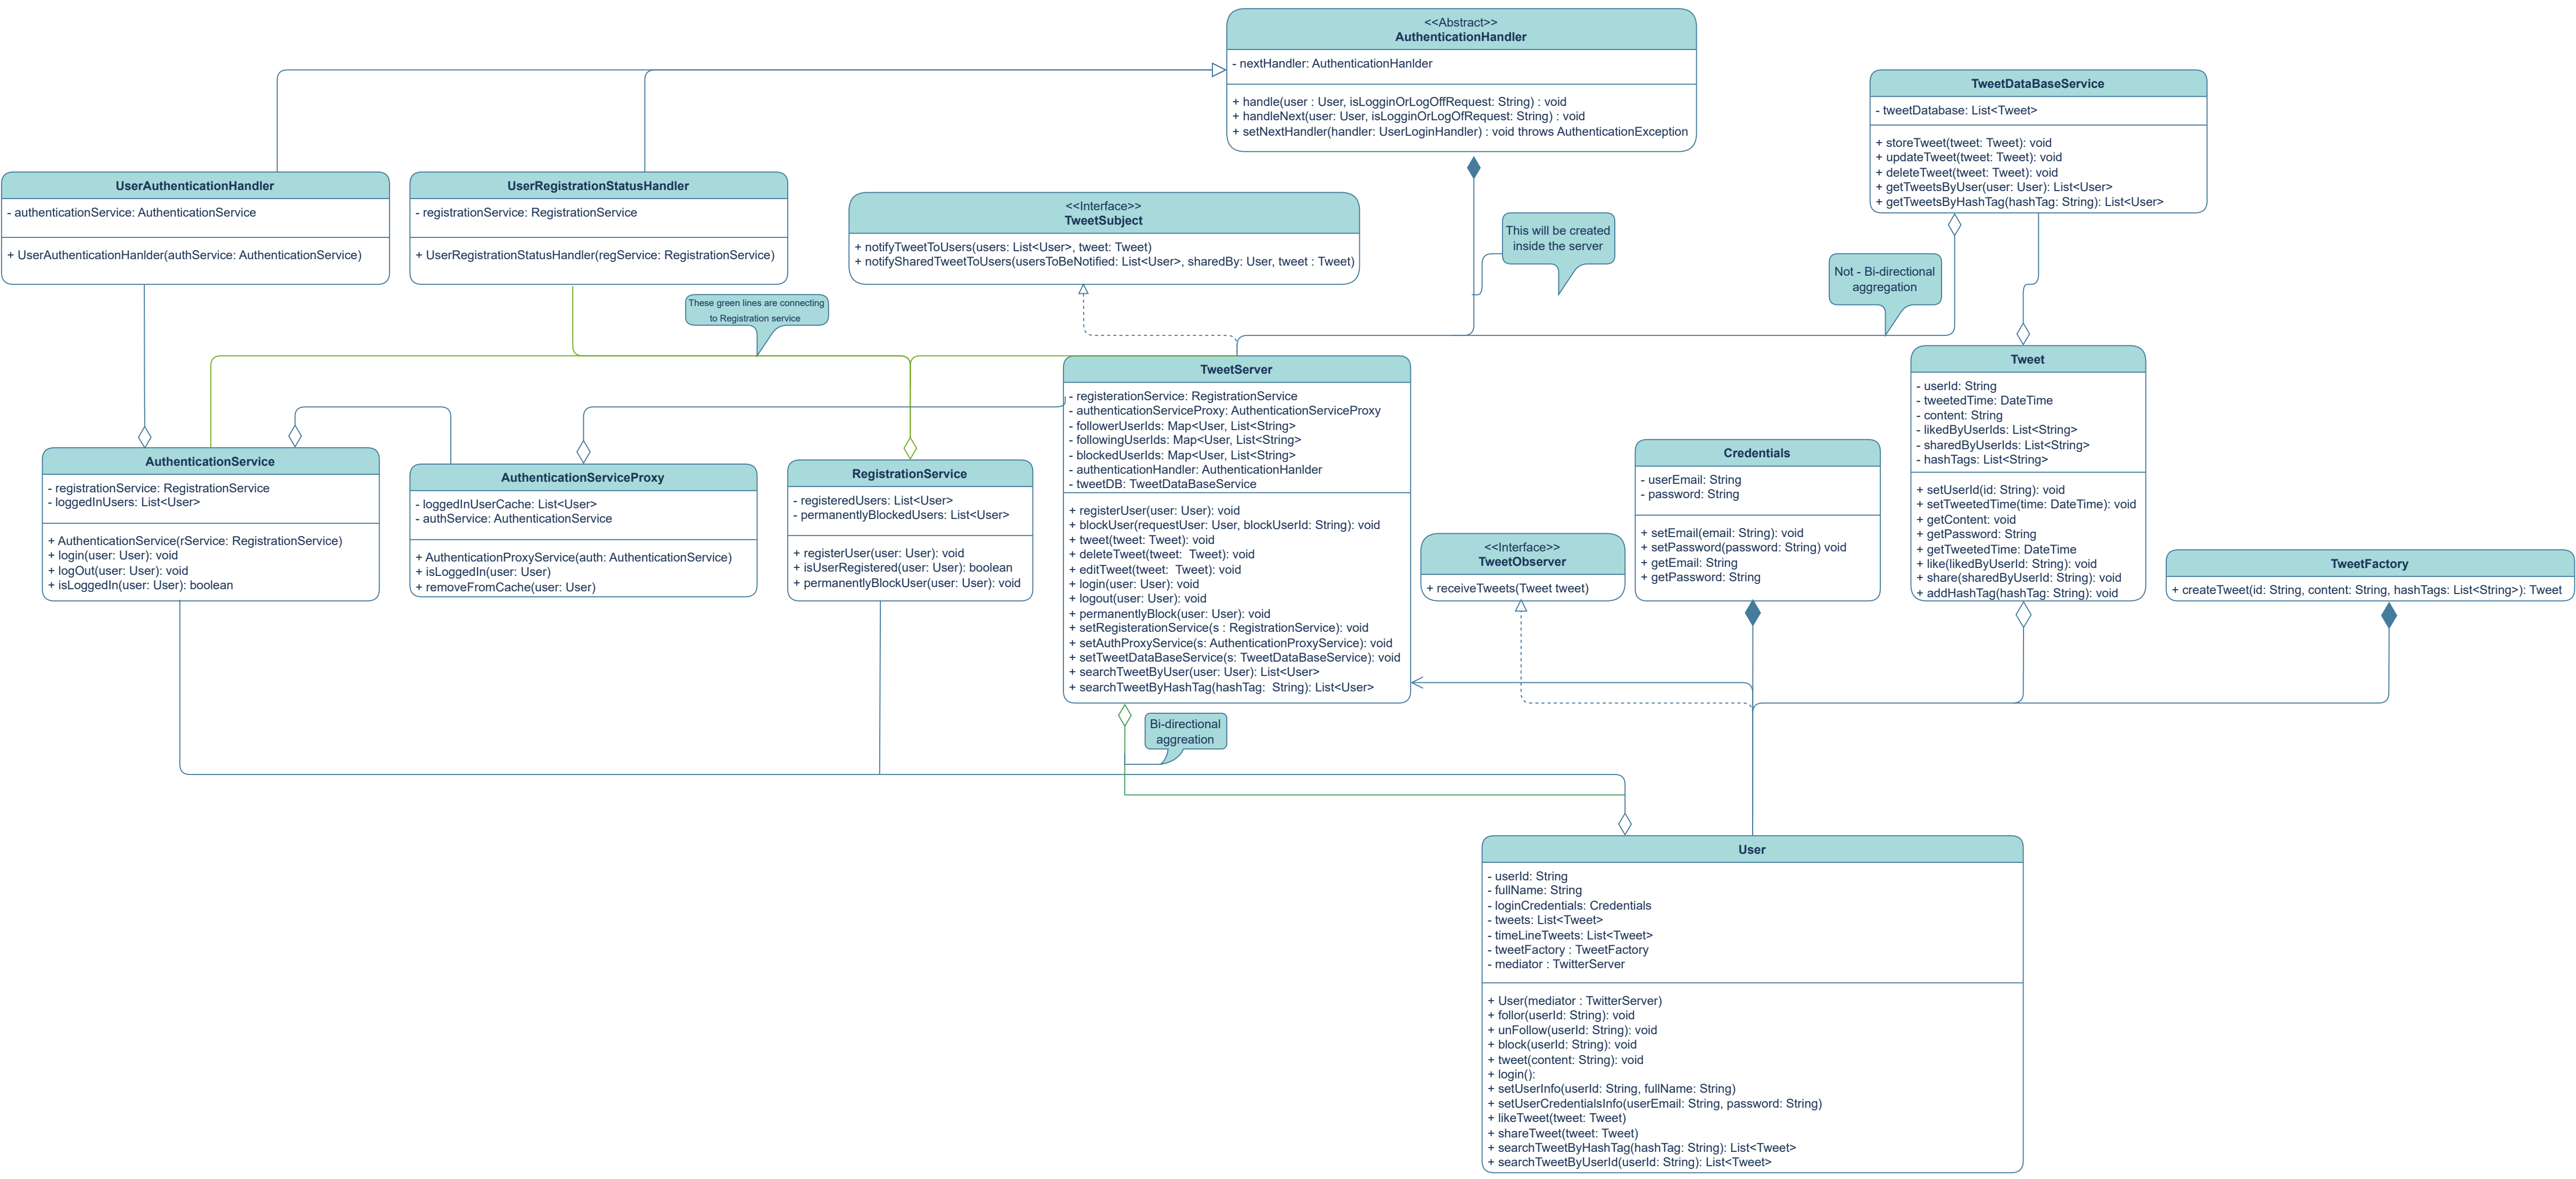 <<Abstract>>
AuthenticationHandler
- nextHandler: AuthenticationHanlder
+ handle(user : User, isLogginOrLogOffRequest: String) : void
+ handleNext(user: User, isLogginOrLogOfRequest: String) : void
+ setNextHandler(handler: UserLoginHandler) : void throws AuthenticationException
TweetDataBaseService
- tweetDatabase: List<Tweet>
+ storeTweet(tweet: Tweet): void
+ updateTweet(tweet: Tweet): void
+ deleteTweet(tweet: Tweet): void
+ getTweetsByUser(user: User): List<User>
+ getTweetsByHashTag(hashTag: String): List<User>
UserAuthenticationHandler
- authenticationService: AuthenticationService
+ UserAuthenticationHanlder(authService: AuthenticationService)
UserRegistrationStatusHandler
- registrationService: RegistrationService
+ UserRegistrationStatusHandler(regService: RegistrationService)
<<Interface>>
TweetSubject
+ notifyTweetToUsers(users: List<User>, tweet: Tweet)
+ notifySharedTweetToUsers(usersToBeNotified: List<User>, sharedBy: User, tweet : Tweet)
This will be created
inside the server
Not - Bi-directional
aggregation
These green lines are connecting
to Registration service
TweetServer
- registerationService: RegistrationService
- authenticationServiceProxy: AuthenticationServiceProxy
- followerUserIds: Map<User, List<String>
- followingUserIds: Map<User, List<String>
- blockedUserIds: Map<User, List<String>
- authenticationHandler: AuthenticationHanlder
- tweetDB: TweetDataBaseService
+ registerUser(user: User): void
+ blockUser(requestUser: User, blockUserId: String): void
+ tweet(tweet: Tweet): void
+ deleteTweet(tweet:  Tweet): void
+ editTweet(tweet:  Tweet): void
+ login(user: User): void
+ logout(user: User): void
+ permanentlyBlock(user: User): void
+ setRegisterationService(s : RegistrationService): void
+ setAuthProxyService(s: AuthenticationProxyService): void
+ setTweetDataBaseService(s: TweetDataBaseService): void
+ searchTweetByUser(user: User): List<User>
+ searchTweetByHashTag(hashTag:  String): List<User>
Tweet
- userId: String
- tweetedTime: DateTime
- content: String
- likedByUserIds: List<String>
- sharedByUserIds: List<String>
- hashTags: List<String>
+ setUserId(id: String): void
+ setTweetedTime(time: DateTime): void
+ getContent: void
+ getPassword: String
+ getTweetedTime: DateTime
+ like(likedByUserId: String): void
+ share(sharedByUserId: String): void
+ addHashTag(hashTag: String): void
AuthenticationService
- registrationService: RegistrationService
- loggedInUsers: List<User>
+ AuthenticationService(rService: RegistrationService)
+ login(user: User): void
+ logOut(user: User): void
+ isLoggedIn(user: User): boolean
AuthenticationServiceProxy
- loggedInUserCache: List<User>
- authService: AuthenticationService
+ AuthenticationProxyService(auth: AuthenticationService)
+ isLoggedIn(user: User)
+ removeFromCache(user: User)
RegistrationService
- registeredUsers: List<User>
- permanentlyBlockedUsers: List<User>
+ registerUser(user: User): void
+ isUserRegistered(user: User): boolean
+ permanentlyBlockUser(user: User): void
Credentials
- userEmail: String
- password: String
+ setEmail(email: String): void
+ setPassword(password: String) void
+ getEmail: String
+ getPassword: String
<<Interface>>
TweetObserver
+ receiveTweets(Tweet tweet)
TweetFactory
+ createTweet(id: String, content: String, hashTags: List<String>): Tweet
Bi-directional
aggreation
User
- userId: String
- fullName: String
- loginCredentials: Credentials
- tweets: List<Tweet>
- timeLineTweets: List<Tweet>
- tweetFactory : TweetFactory
- mediator : TwitterServer
+ User(mediator : TwitterServer)
+ follor(userId: String): void
+ unFollow(userId: String): void
+ block(userId: String): void
+ tweet(content: String): void
+ login():
+ setUserInfo(userId: String, fullName: String)
+ setUserCredentialsInfo(userEmail: String, password: String)
+ likeTweet(tweet: Tweet)
+ shareTweet(tweet: Tweet)
+ searchTweetByHashTag(hashTag: String): List<Tweet>
+ searchTweetByUserId(userId: String): List<Tweet>